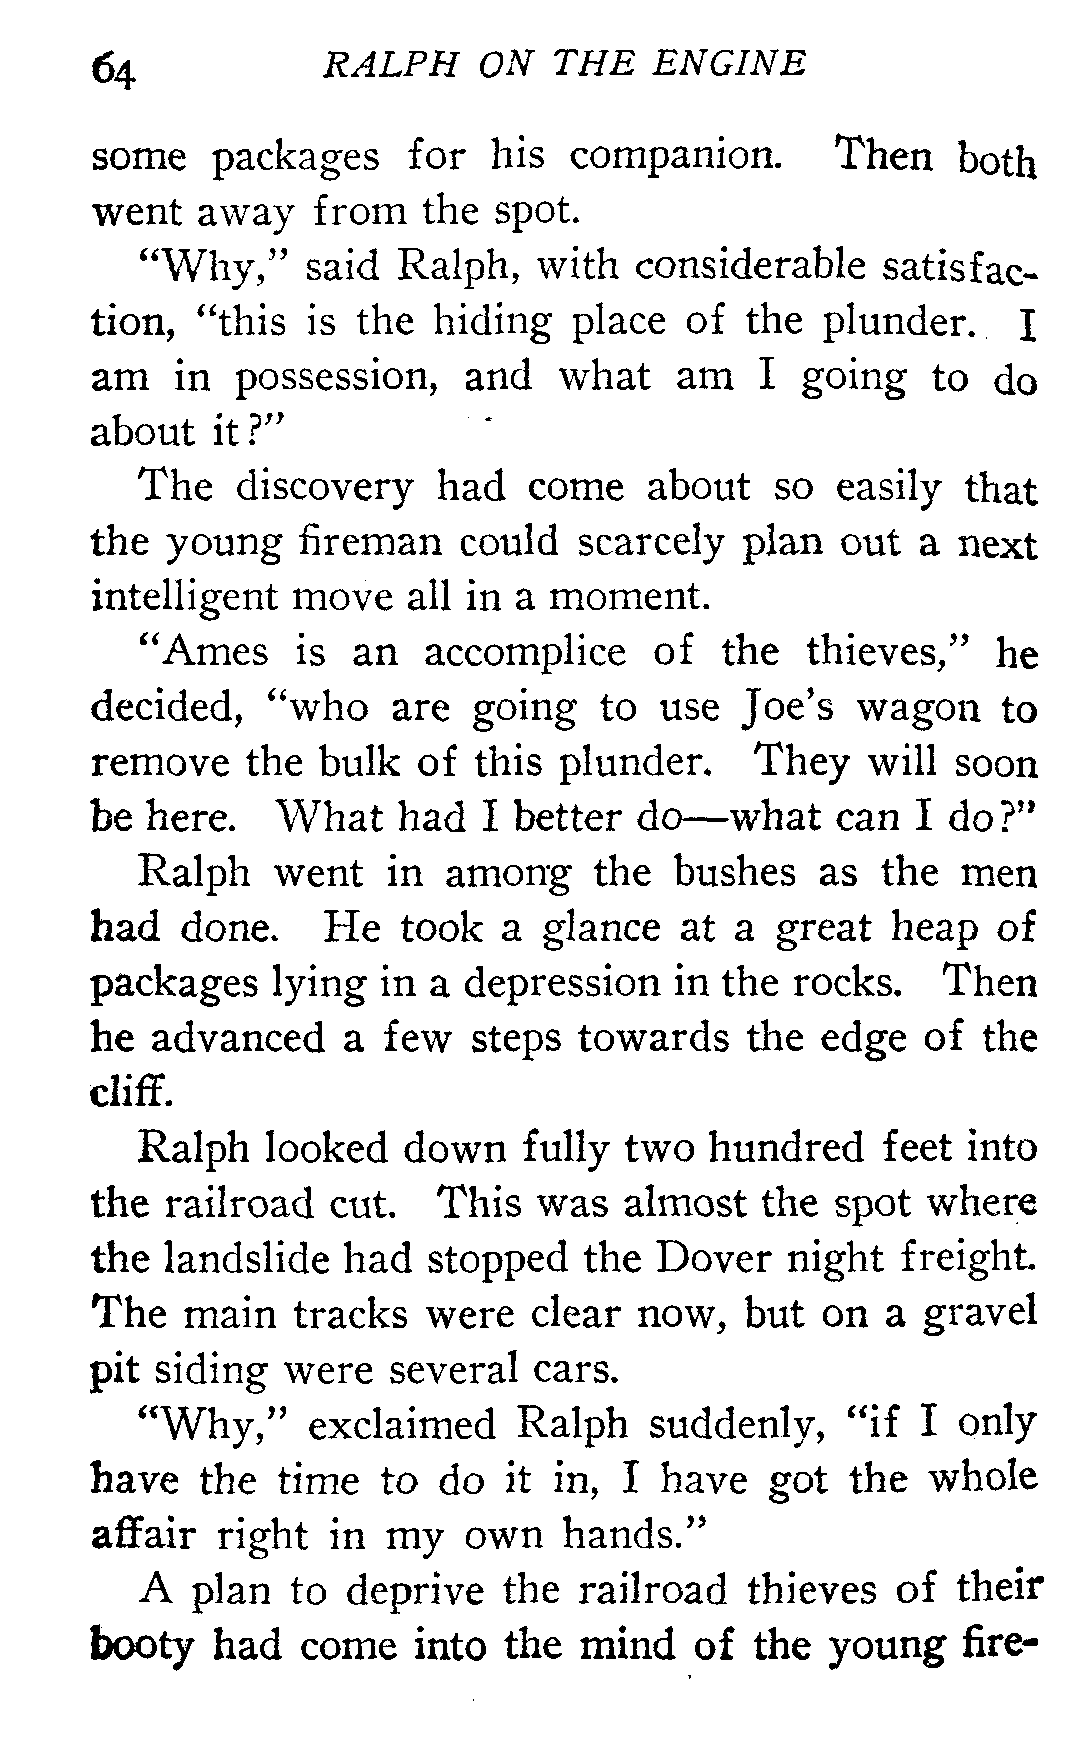 64 RALPH ON THE ENGINE
some packages for his companion. Then both
went away from the spot.
“Why,” said Ralph, with considerable satisfac-
tion, “this is the hiding place of the plunder. I
am in possession, and what am I going to do
about it?”
The discovery had come about so easily that
the young fireman could scarcely plan out a next
intelligent move all in a moment.
“Ames is an accomplice of the thieves,” he
decided, “who are going to use Joe’s wagon to
remove the bulk of this plunder. They will soon
be here. What had I better do—what can I do?”
Ralph went in among the bushes as the men
had done. He took a glance at a great heap of
packages lying in a depression in the rocks. Then
he advanced a few steps towards the edge of the
cliff.
Ralph looked down fully two hundred feet into
the railroad cut. This was almost the spot where
the landslide had stopped the Dover night freight.
The main tracks were clear now, but on a gravel
pit siding were several cars.
“Why,” exclaimed Ralph suddenly, “if I only
have the time to do it in, I have got the whole
affair right in my own hands.”
A plan to deprive the railroad thieves of their
booty had come into the mind of the young fire-